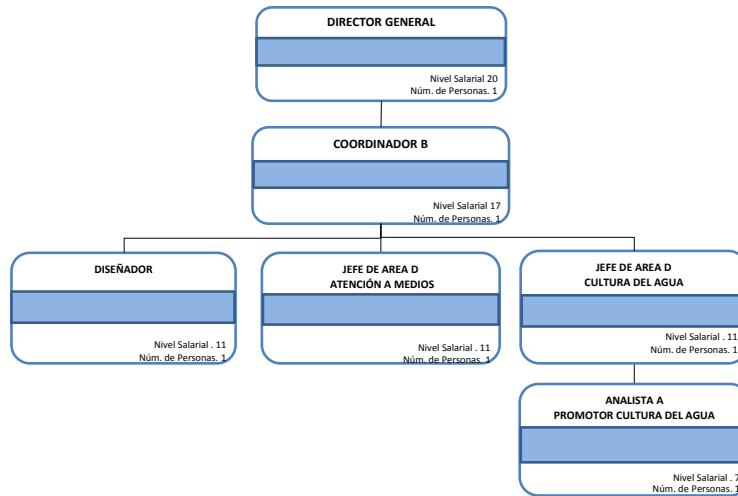 DIRECTOR GENERAL
Nivel Salarial 20
Núm. de Personas. 1
COORDINADOR B
Nivel Salarial 17
Núm. de Personas. 1
DISEÑADOR
Nivel Salarial . 11
Núm. de Personas. 1
JEFE DE AREA D
ATENCIÓN A MEDIOS
Nivel Salarial . 11
Núm. de Personas. 1
JEFE DE AREA D
CULTURA DEL AGUA
Nivel Salarial . 11
Núm. de Personas. 1
ANALISTA A
PROMOTOR CULTURA DEL AGUA
Nivel Salarial . 7
Núm. de Personas. 1